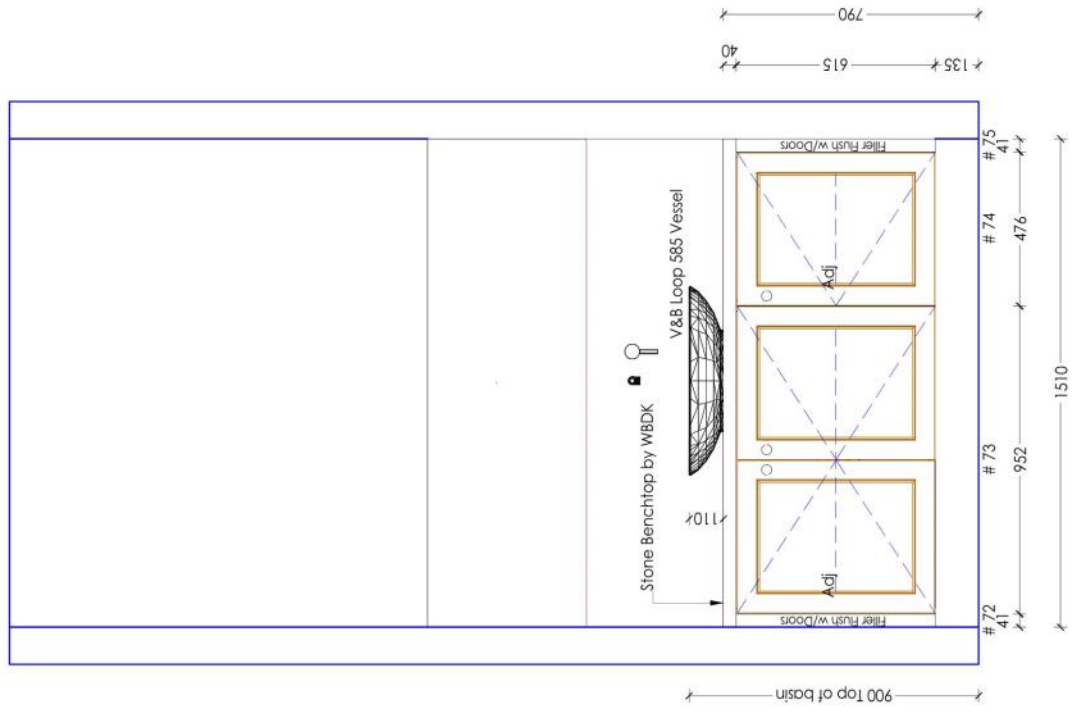 790
40
615
135
Filler Flush w/Doors
# 75
41
V&B Loop 585 Vessel
# 74
476
Adj
Stone Benchtop by WBDK
110
# 73
952
1510
Adj
Filler Flush w/Doors
# 72
41
900 Top of basin